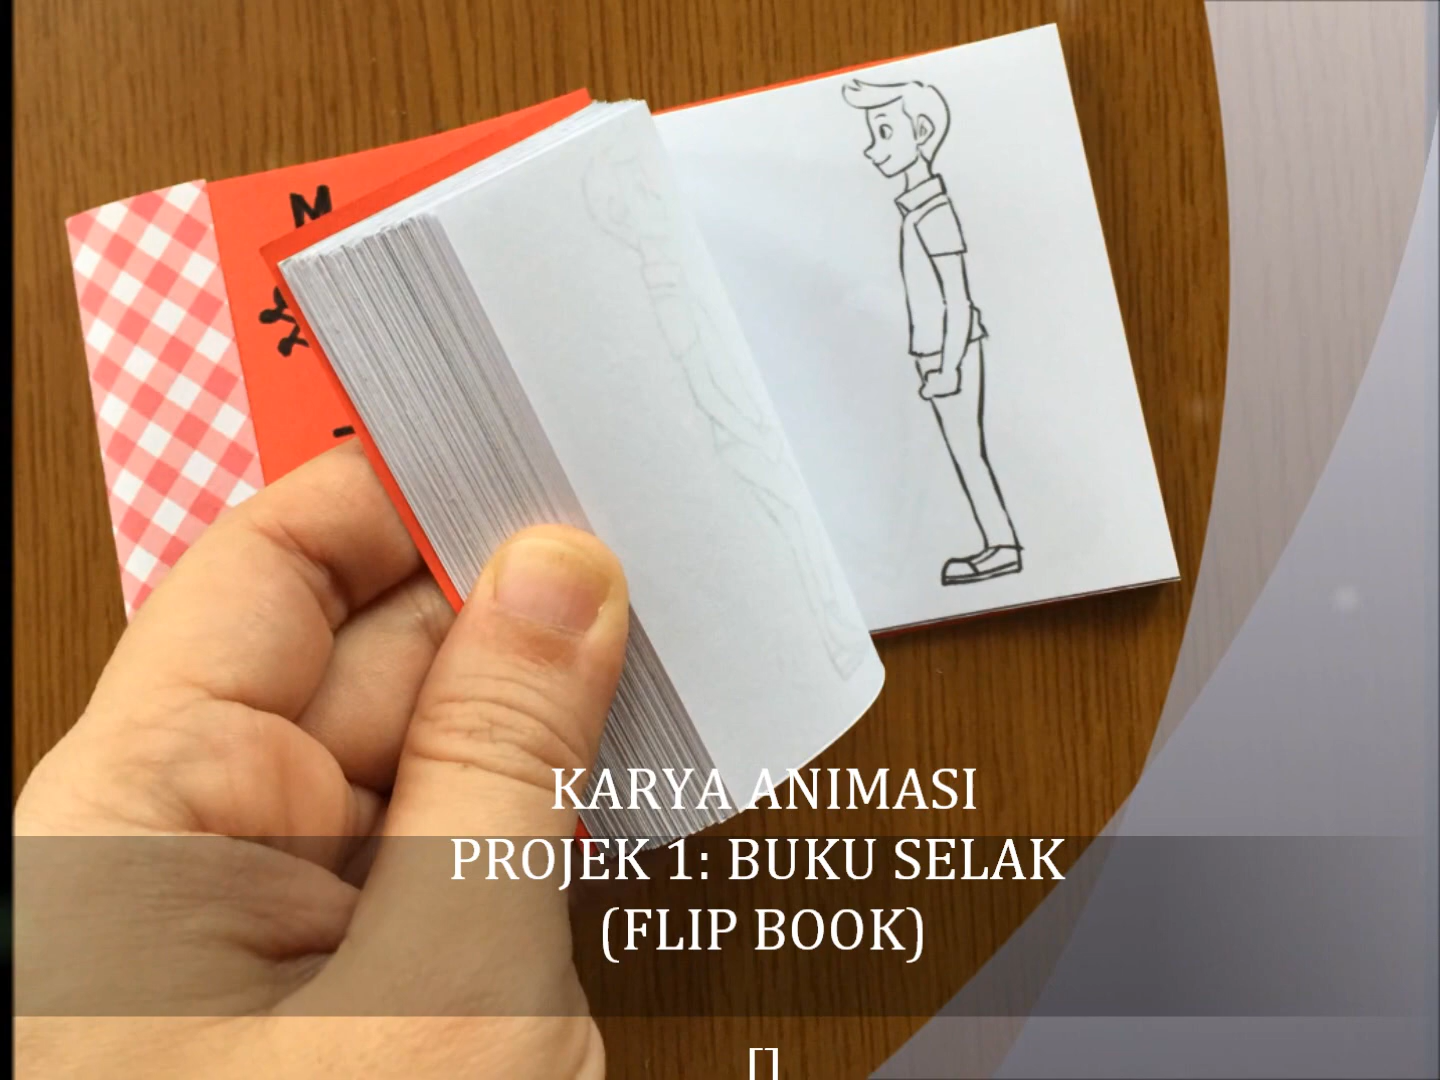 M
KARYA ANIMASI
PROJEK 1: BUKU SELAK
(FLIP BOOK)
[]